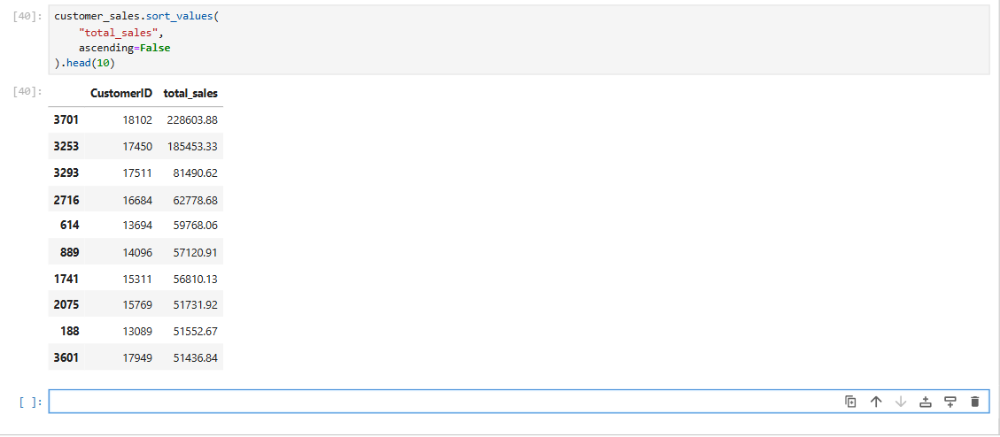 [40]: customer_sales.sort_values(
"total_sales",
ascending=False
).head(10)
[40]:
CustomerID total_sales
3701 18102 228603.88
3253 17450 185453.33
3293 17511 81490.62
2716 16684 62778.68
614 13694 59768.06
889 14096 57120.91
1741 15311 56810.13
2075 15769 51731.92
188 13089 51552.67
3601 17949 51436.84
[ ]: